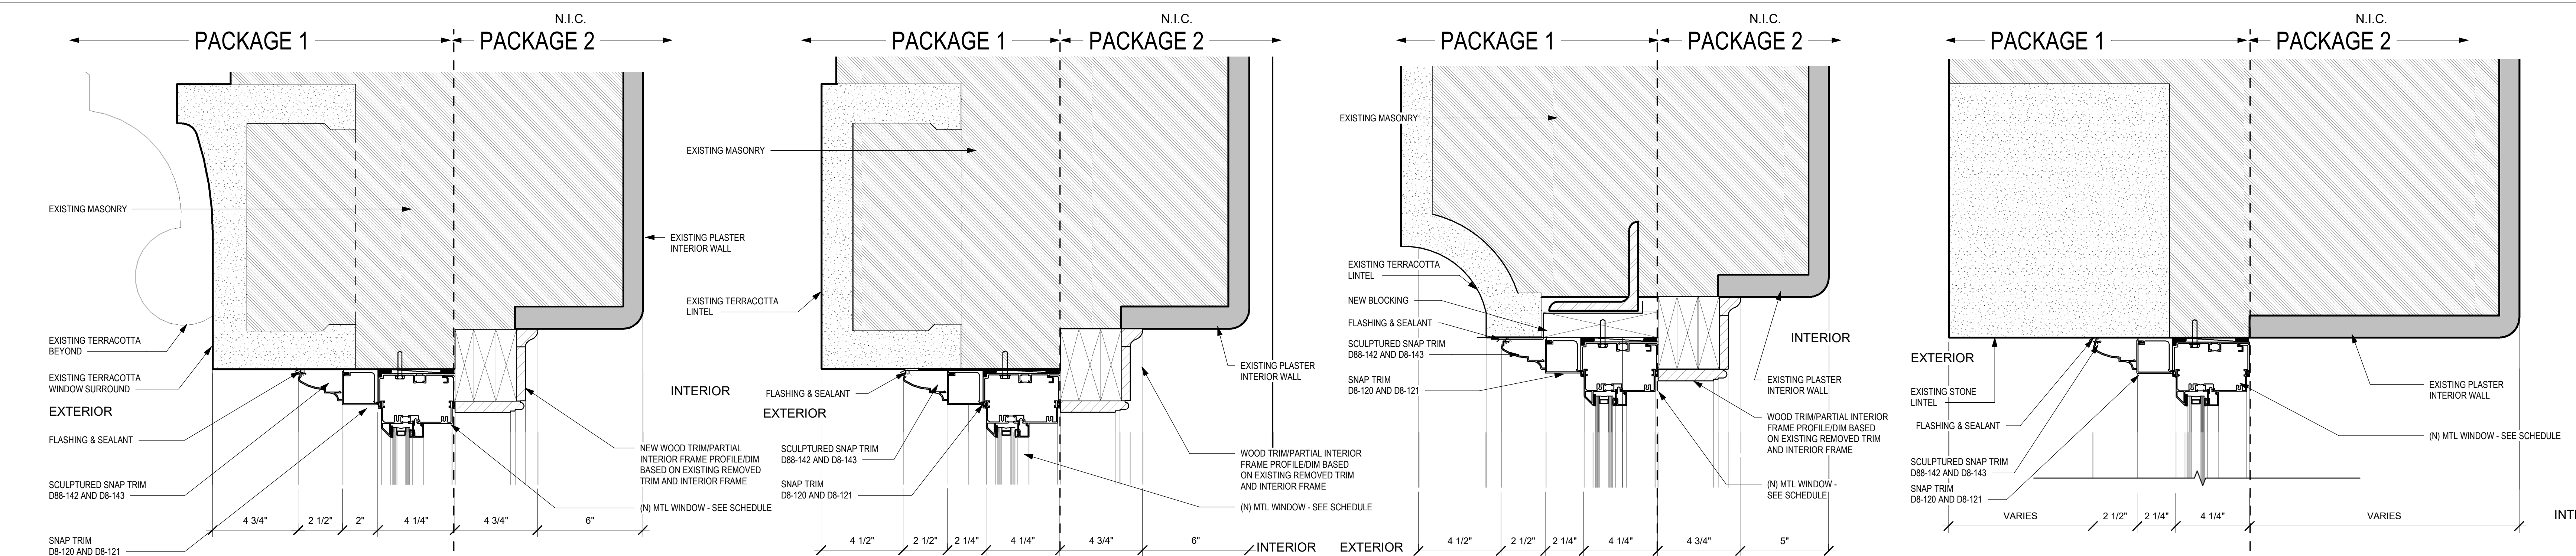 N.I.C.
PACKAGE 1
PACKAGE 2
EXISTING MASONRY
EXISTING PLASTER
INTERIOR WALL
EXISTING TERRACOTTA
BEYOND
EXISTING TERRACOTTA
WINDOW SURROUND
EXTERIOR
INTERIOR
FLASHING & SEALANT
NEW WOOD TRIM/PARTIAL
INTERIOR FRAME PROFILE/DIM
BASED ON EXISTING REMOVED
TRIM AND INTERIOR FRAME
SCULPTURED SNAP TRIM
D88-142 AND D8-143
(N) MTL WINDOW - SEE SCHEDULE
4 3/4" 2 1/2" 2" 4 1/4" 4 3/4" 6"
SNAP TRIM
D8-120 AND D8-121
N.I.C.
PACKAGE 1
PACKAGE 2
EXISTING MASONRY
EXISTING TERRACOTTA
LINTEL
EXISTING PLASTER
INTERIOR WALL
FLASHING & SEALANT
EXTERIOR
SCULPTURED SNAP TRIM
D88-142 AND D8-143
WOOD TRIM/PARTIAL INTERIOR
FRAME PROFILE/DIM BASED
ON EXISTING REMOVED TRIM
AND INTERIOR FRAME
SNAP TRIM
D8-120 AND D8-121
(N) MTL WINDOW - SEE SCHEDULE
4 1/2" 2 1/2" 2 1/4" 4 1/4" 4 3/4" 6"
INTERIOR
N.I.C.
PACKAGE 1
PACKAGE 2
EXISTING MASONRY
EXISTING TERRACOTTA
LINTEL
NEW BLOCKING
FLASHING & SEALANT
SCULPTURED SNAP TRIM
D88-142 AND D8-143
INTERIOR
SNAP TRIM
D8-120 AND D8-121
EXISTING PLASTER
INTERIOR WALL
WOOD TRIM/PARTIAL INTERIOR
FRAME PROFILE/DIM BASED
ON EXISTING REMOVED TRIM
AND INTERIOR FRAME
(N) MTL WINDOW -
SEE SCHEDULE
EXTERIOR
4 1/2" 2 1/2" 2 1/4" 4 1/4" 4 3/4" 5"
N.I.C.
PACKAGE 1
PACKAGE 2
EXTERIOR
EXISTING STONE
LINTEL
EXISTING PLASTER
INTERIOR WALL
FLASHING & SEALANT
(N) MTL WINDOW - SEE SCHEDULE
SCULPTURED SNAP TRIM
D88-142 AND D8-143
SNAP TRIM
D8-120 AND D8-121
VARIES 2 1/2" 2 1/4" 4 1/4" VARIES